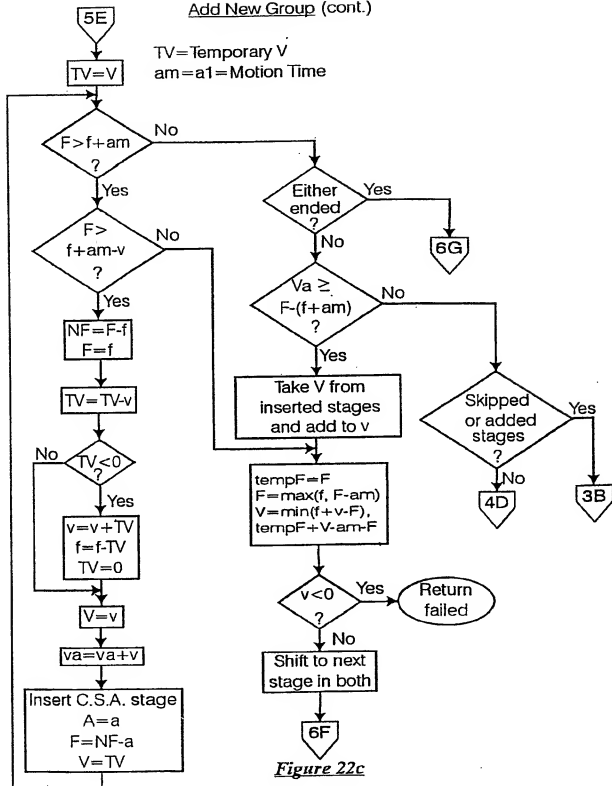 Add New Group (cont.)
5E
TV=V
TV=Temporary V
am=a1=Motion Time
F>f+am
?
No
Yes
F>
f+am-v
?
No
Yes
NF=F-f
F=f
TV=TV-v
TV<0
?
No
Yes
v=v+TV
f=f-TV
TV=0
V=v
va=va+v
Insert C.S.A. stage
A=a
F=NF-a
V=TV
Either
ended
?
Yes
No
6G
Va ≥
F-(f+am)
?
No
Yes
Take V from
inserted stages
and add to v
Skipped
or added
stages
?
Yes
No
4D
3B
tempF=F
F=max(f, F-am)
V=min(f+v-F),
tempF+V-am-F
v<0
?
Yes
Return
failed
No
Shift to next
stage in both
6F
Figure 22c